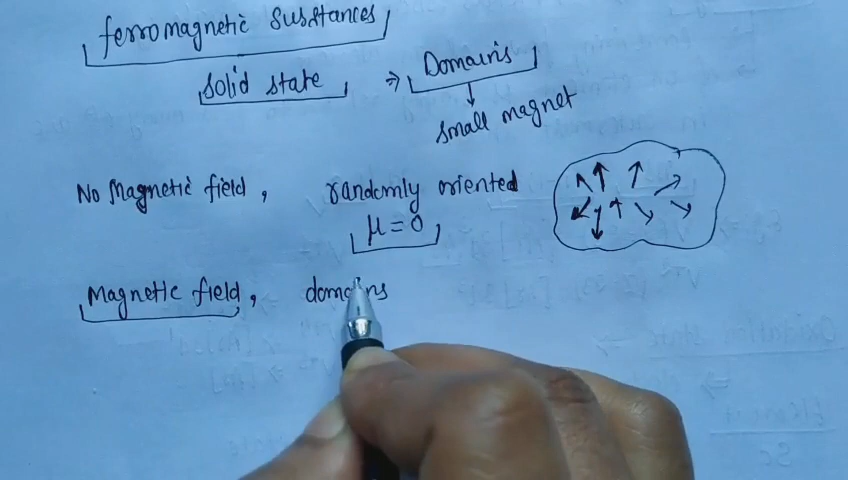 ferromagnetic substances
solid state ⇒ Domains
↓
small magnet
No Magnetic field, randomly oriented
μ = 0
Magnetic field, domains